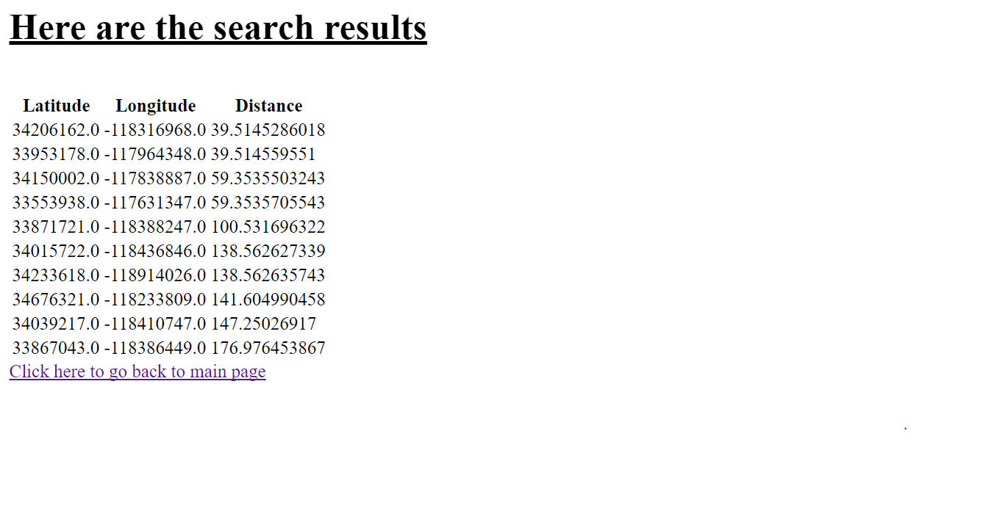 Here are the search results
Latitude Longitude Distance
34206162.0 -118316968.0 39.5145286018
33953178.0 -117964348.0 39.514559551
34150002.0 -117838887.0 59.3535503243
33553938.0 -117631347.0 59.3535705543
33871721.0 -118388247.0 100.531696322
34015722.0 -118436846.0 138.562627339
34233618.0 -118914026.0 138.562635743
34676321.0 -118233809.0 141.604990458
34039217.0 -118410747.0 147.25026917
33867043.0 -118386449.0 176.976453867
Click here to go back to main page